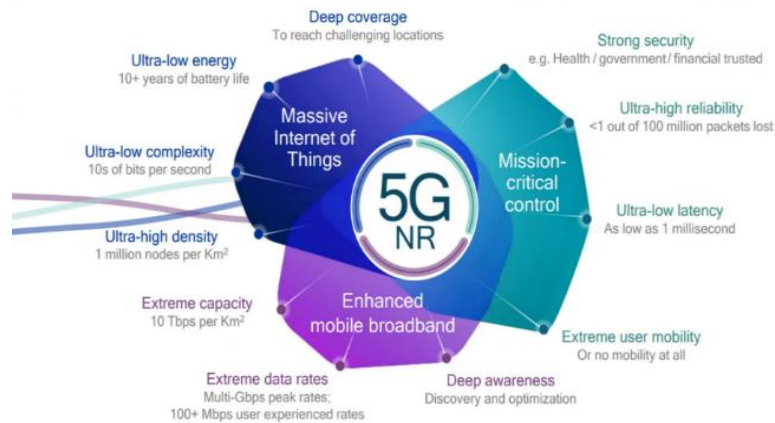 Deep coverage
To reach challenging locations
Ultra-low energy
10+ years of battery life
Ultra-low complexity
10s of bits per second
Ultra-high density
1 million nodes per Km²
Massive
Internet of
Things
5G
NR
Mission-
critical
control
Strong security
e.g. Health / government / financial trusted
Ultra-high reliability
<1 out of 100 million packets lost
Ultra-low latency
As low as 1 millisecond
Extreme user mobility
Or no mobility at all
Enhanced
mobile broadband
Extreme capacity
10 Tbps per Km²
Extreme data rates
Multi-Gbps peak rates;
100+ Mbps user experienced rates
Deep awareness
Discovery and optimization